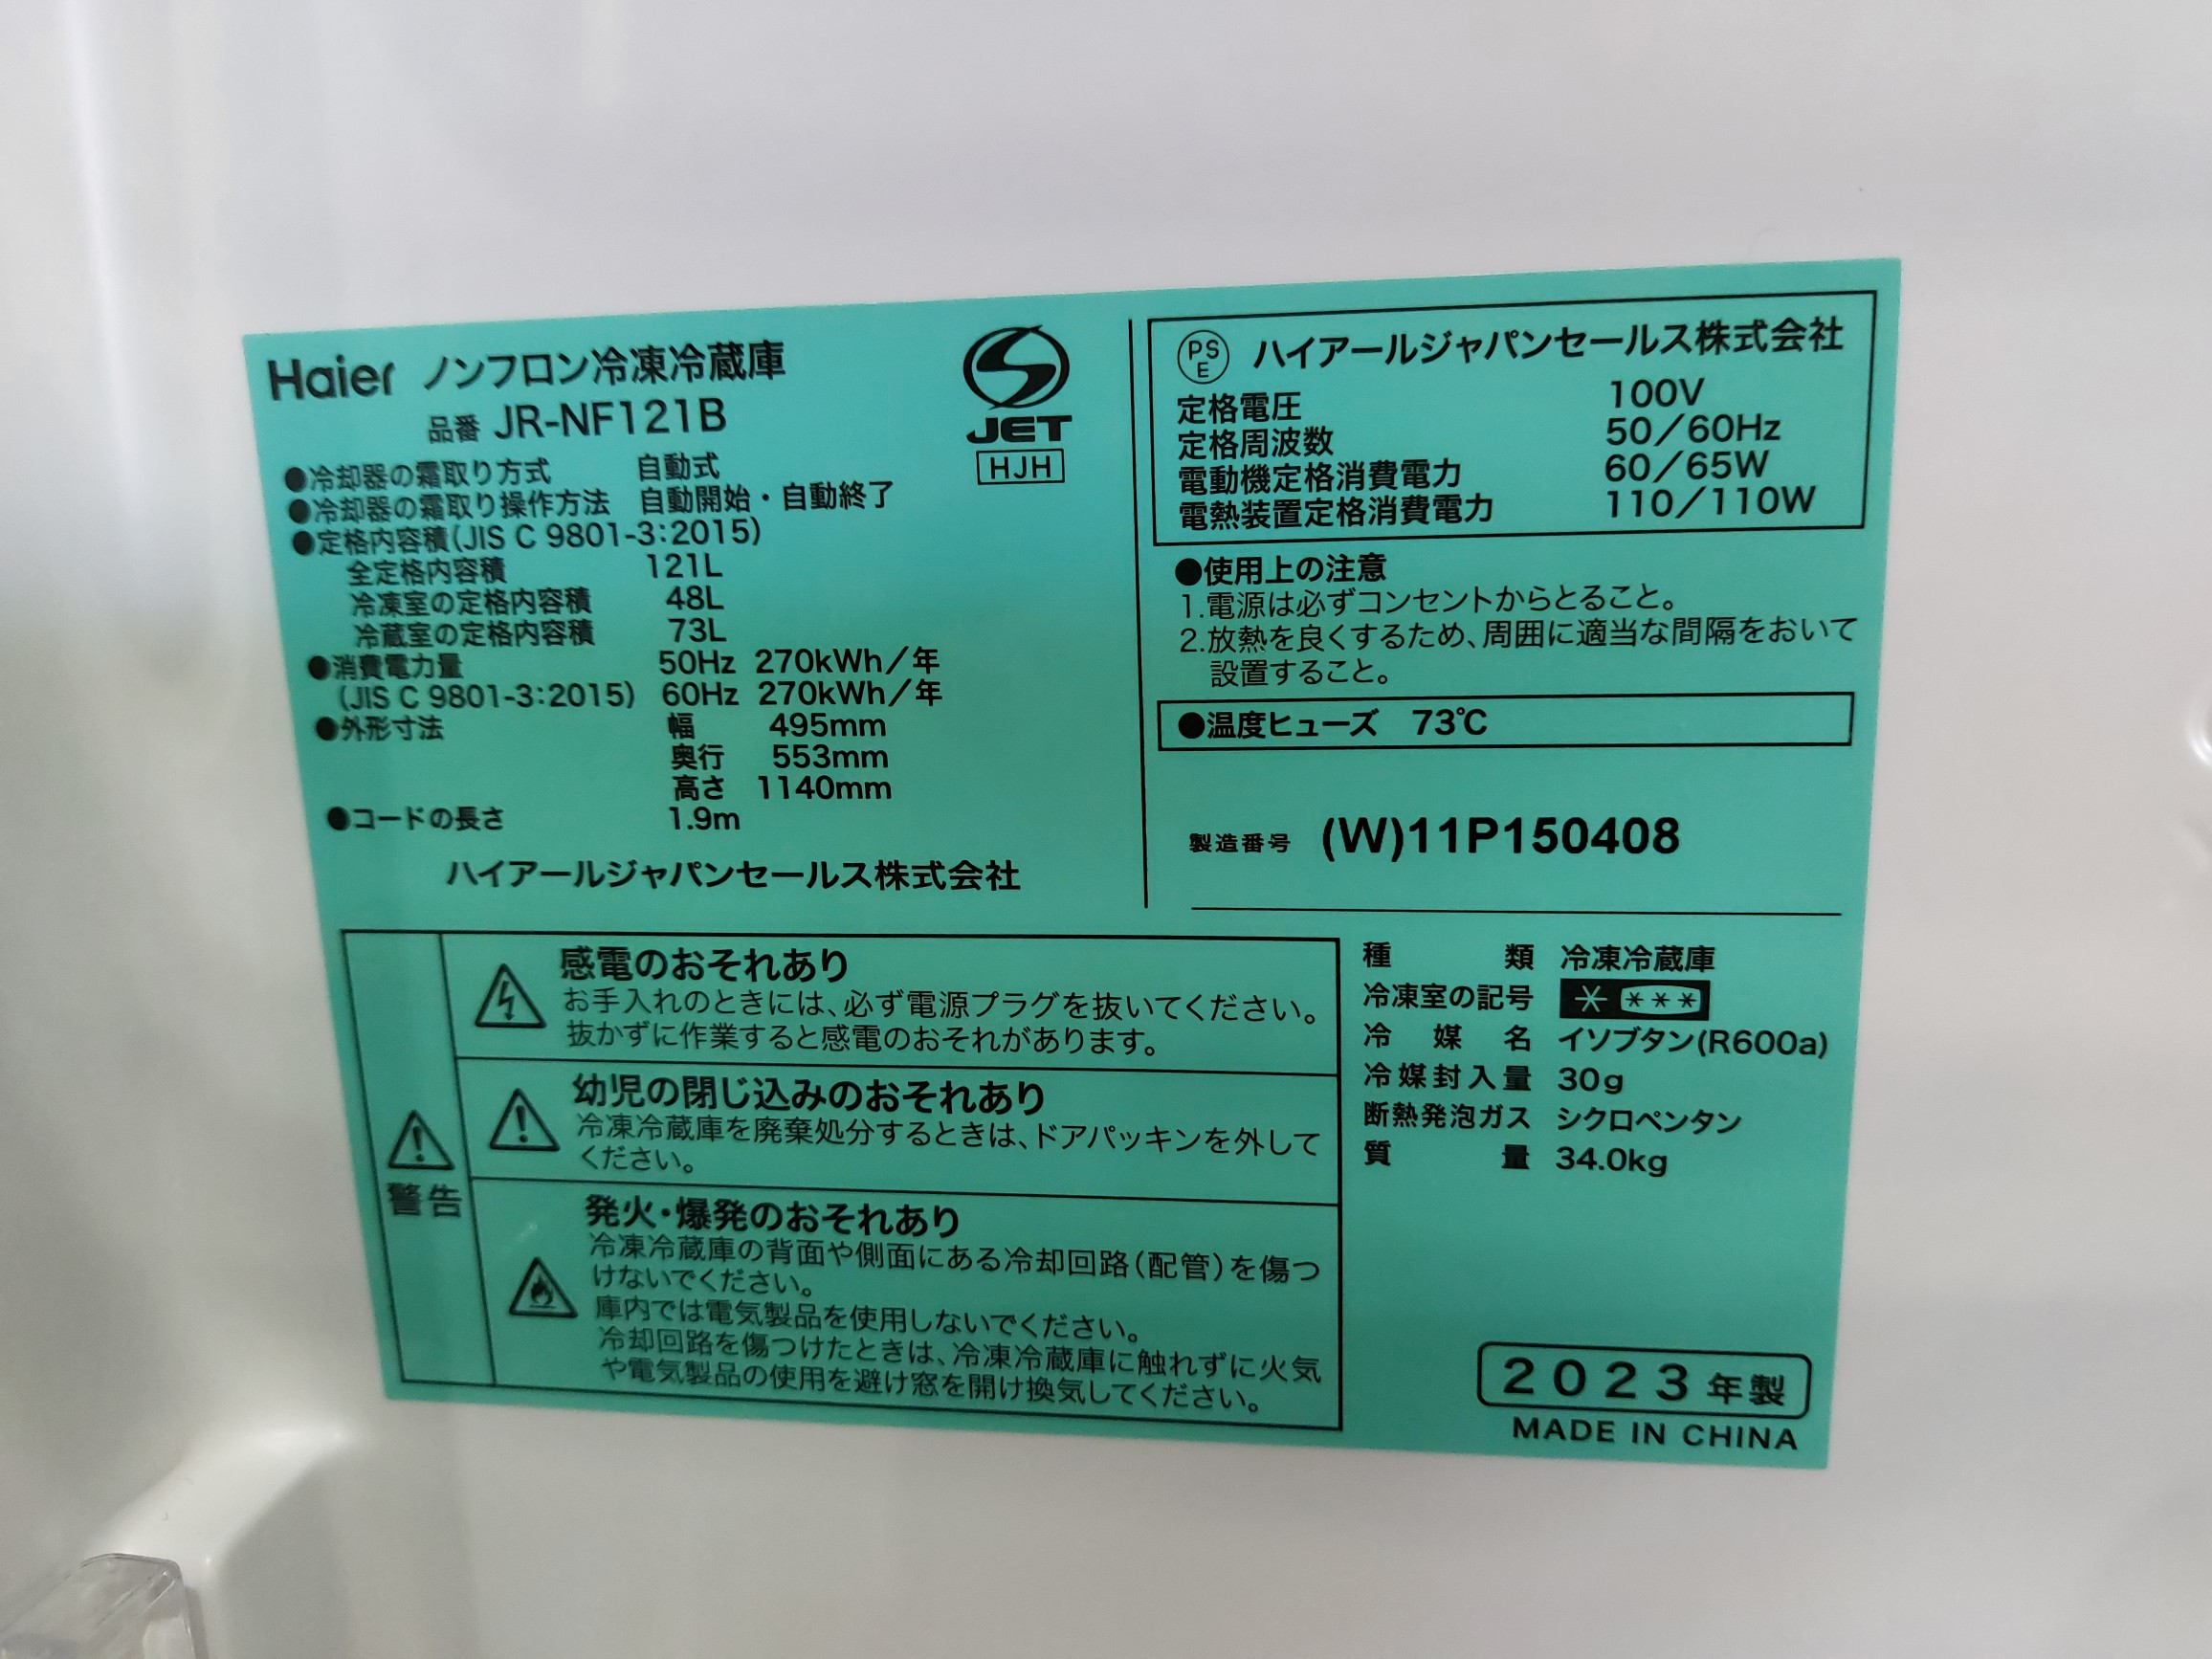 Haier ノンフロン冷凍冷蔵庫
品番 JR-NF121B
JET
HJH
●冷却器の霜取り方式 自動式
●冷却器の霜取り操作方法 自動開始・自動終了
●定格内容積(JIS C 9801-3:2015)
全定格内容積 121L
冷凍室の定格内容積 48L
冷蔵室の定格内容積 73L
●消費電力量 50Hz 270kWh/年
(JIS C 9801-3:2015) 60Hz 270kWh/年
●外形寸法 幅 495mm
奥行 553mm
高さ 1140mm
●コードの長さ 1.9m
ハイアールジャパンセールス株式会社
PSE ハイアールジャパンセールス株式会社
定格電圧 100V
定格周波数 50/60Hz
電動機定格消費電力 60/65W
電熱装置定格消費電力 110/110W
●使用上の注意
1.電源は必ずコンセントからとること。
2.放熱を良くするため、周囲に適当な間隔をおいて
設置すること。
●温度ヒューズ 73℃
製造番号 (W)11P150408
警告
感電のおそれあり
お手入れのときには、必ず電源プラグを抜いてください。
抜かずに作業すると感電のおそれがあります。
幼児の閉じ込みのおそれあり
冷凍冷蔵庫を廃棄処分するときは、ドアパッキンを外して
ください。
発火・爆発のおそれあり
冷凍冷蔵庫の背面や側面にある冷却回路(配管)を傷つ
けないでください。
庫内では電気製品を使用しないでください。
冷却回路を傷つけたときは、冷凍冷蔵庫に触れずに火気
や電気製品の使用を避け窓を開け換気してください。
種類 冷凍冷蔵庫
冷凍室の記号 * ***
冷媒名 イソブタン(R600a)
冷媒封入量 30g
断熱発泡ガス シクロペンタン
質量 34.0kg
2023年製
MADE IN CHINA